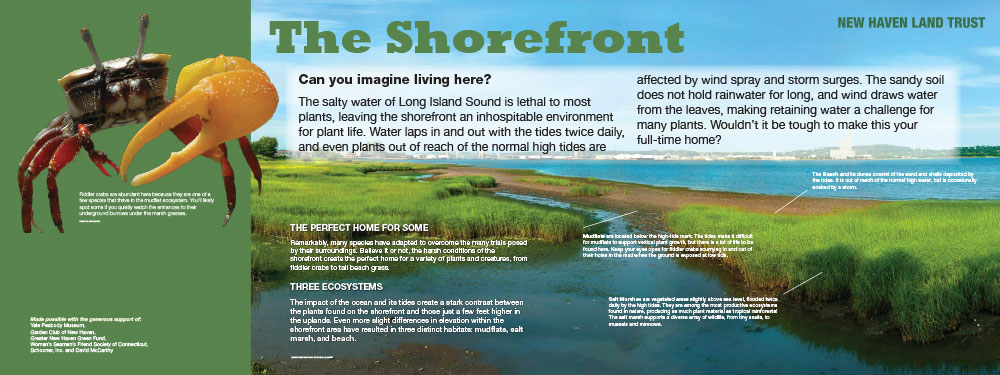 The Shorefront
NEW HAVEN LAND TRUST
Can you imagine living here?
The salty water of Long Island Sound is lethal to most
plants, leaving the shorefront an inhospitable environment
for plant life. Water laps in and out with the tides twice daily,
and even plants out of reach of the normal high tides are
affected by wind spray and storm surges. The sandy soil
does not hold rainwater for long, and wind draws water
from the leaves, making retaining water a challenge for
many plants. Wouldn't it be tough to make this your
full-time home?
Fiddler crabs are abundant here because they are one of a
few species that thrive in the mudflat ecosystem. You'll likely
spot some if you quietly watch the entrances to their
underground burrows under the marsh grasses.
THE PERFECT HOME FOR SOME
Remarkably, many species have adapted to overcome the many trials posed
by their surroundings. Believe it or not, the harsh conditions of the
shorefront create the perfect home for a variety of plants and creatures, from
fiddler crabs to tall beach grass.
THREE ECOSYSTEMS
The impact of the ocean and its tides create a stark contrast between
the plants found on the shorefront and those just a few feet higher in
the uplands. Even more slight differences in elevation within the
shorefront area have resulted in three distinct habitats: mudflats, salt
marsh, and beach.
The Beach and its dunes consist of the sand and shells deposited by
the tides. It is out of reach of the normal high water, but is occasionally
soaked by a storm.
Mudflats are located below the high-tide mark. The tides make it difficult
for mudflats to support vertical plant growth, but there is a lot of life to be
found here. Keep your eyes open for fiddler crabs scurrying in and out of
their holes in the mud when the ground is exposed at low tide.
Salt Marshes are vegetated areas slightly above sea level, flooded twice
daily by the high tides. They are among the most productive ecosystems
found in nature, producing as much plant material as tropical rainforests!
The salt marsh supports a diverse array of wildlife, from tiny snails, to
mussels and minnows.
Made possible with the generous support of:
Yale Peabody Museum,
Garden Club of New Haven,
Greater New Haven Green Fund,
Women's Seamen's Friend Society of Connecticut,
Schooner, Inc. and David McCarthy